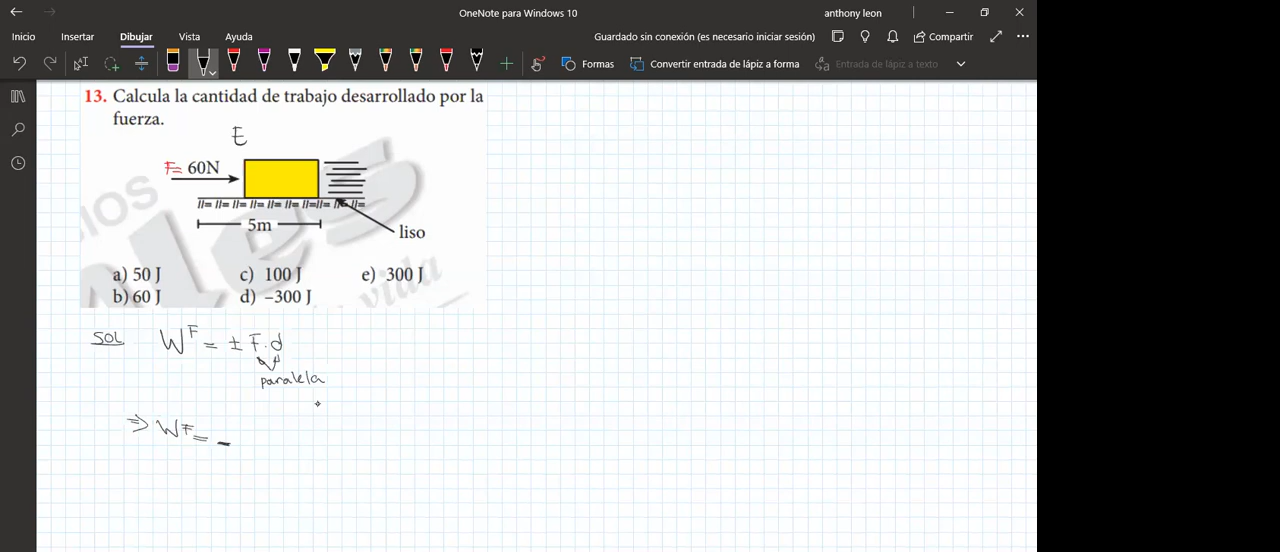 OneNote para Windows 10
anthony leon
Inicio
Insertar
Dibujar
Vista
Ayuda
Guardado sin conexión (es necesario iniciar sesión)
Compartir
Formas
Convertir entrada de lápiz a forma
Entrada de lápiz a texto
13. Calcula la cantidad de trabajo desarrollado por la
fuerza.
E
F= 60N
5m
liso
a) 50 J c) 100 J e) 300 J
b) 60 J d) –300 J
SOL W^F = ± F.d
paralela
⇒ WF = -